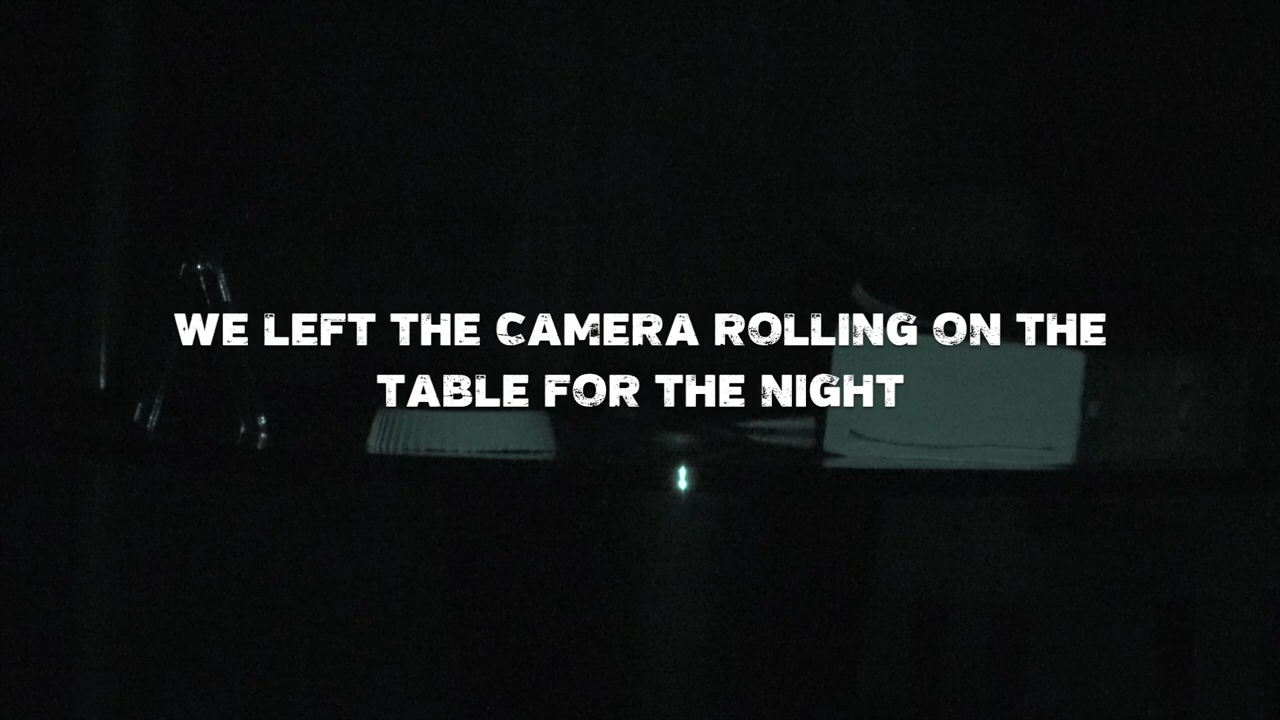 WE LEFT THE CAMERA ROLLING ON THE
TABLE FOR THE NIGHT